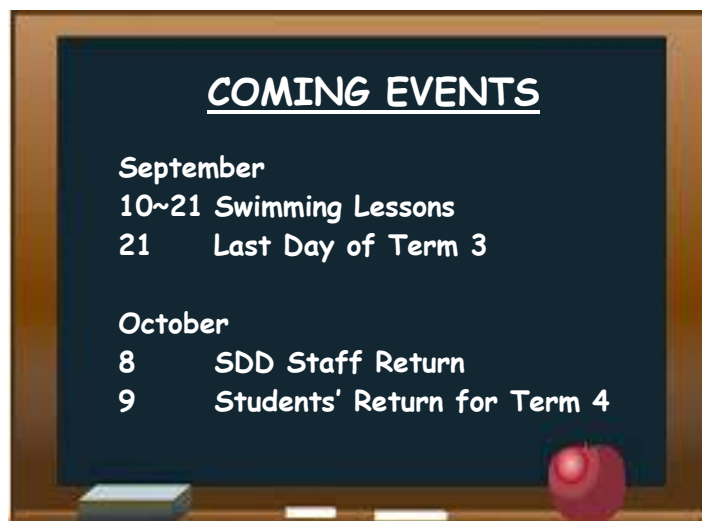 COMING EVENTS
September
10~21 Swimming Lessons
21 Last Day of Term 3
October
8 SDD Staff Return
9 Students’ Return for Term 4